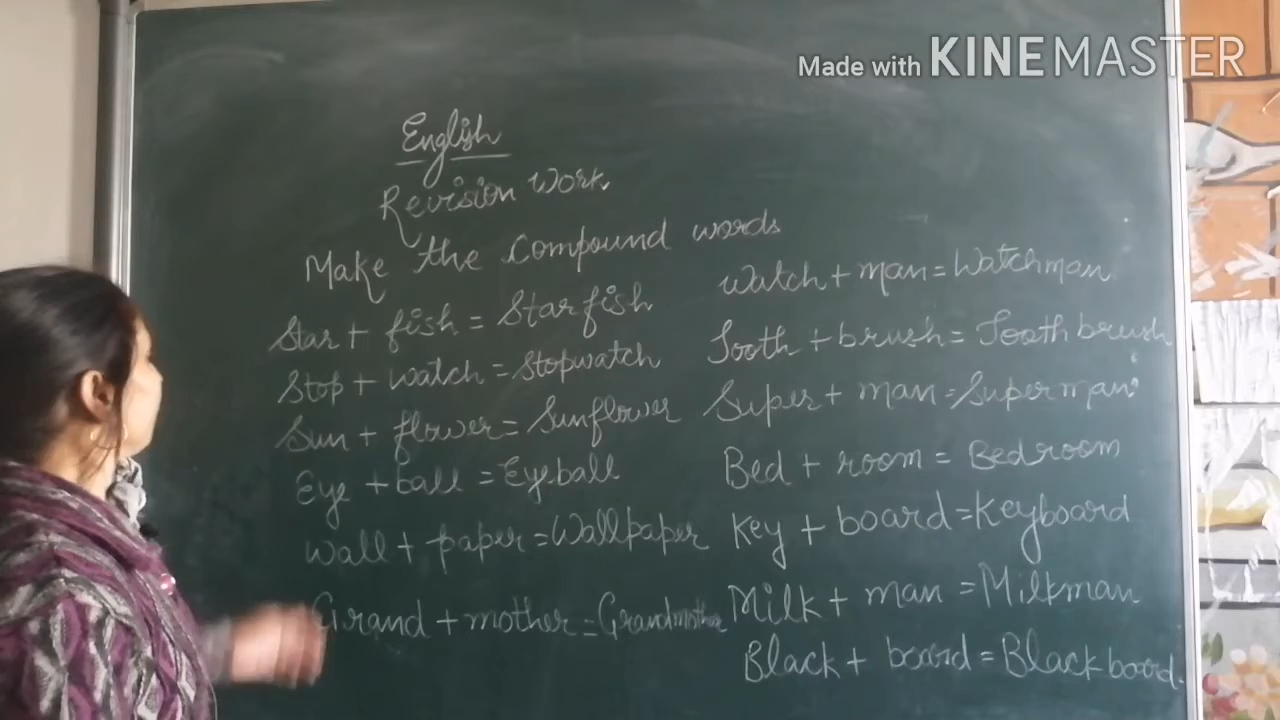 Made with KINEMASTER
English
Revision Work
Make the Compound words
Star + fish = Starfish
Stop + watch = Stopwatch
Sun + flower = Sunflower
Eye + ball = Eyeball
Wall + paper = Wallpaper
Grand + mother = Grandmother
Watch + man = Watchman
Tooth + brush = Toothbrush
Super + man = Superman
Bed + room = Bedroom
Key + board = Keyboard
Milk + man = Milkman
Black + board = Blackboard.